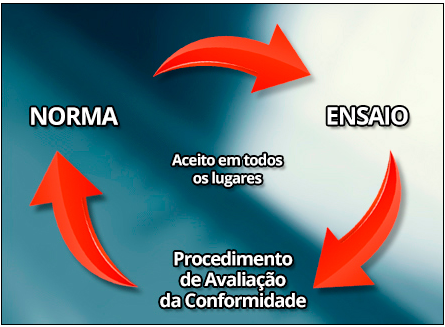 NORMA
ENSAIO
Aceito em todos
os lugares
Procedimento
de Avaliação
da Conformidade